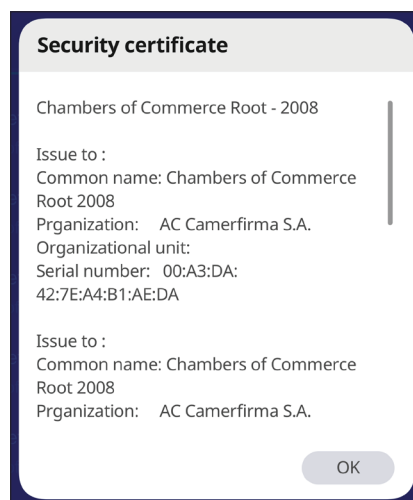 Security certificate
Chambers of Commerce Root - 2008
Issue to :
Common name: Chambers of Commerce
Root 2008
Prganization: AC Camerfirma S.A.
Organizational unit:
Serial number: 00:A3:DA:
42:7E:A4:B1:AE:DA
Issue to :
Common name: Chambers of Commerce
Root 2008
Prganization: AC Camerfirma S.A.
OK